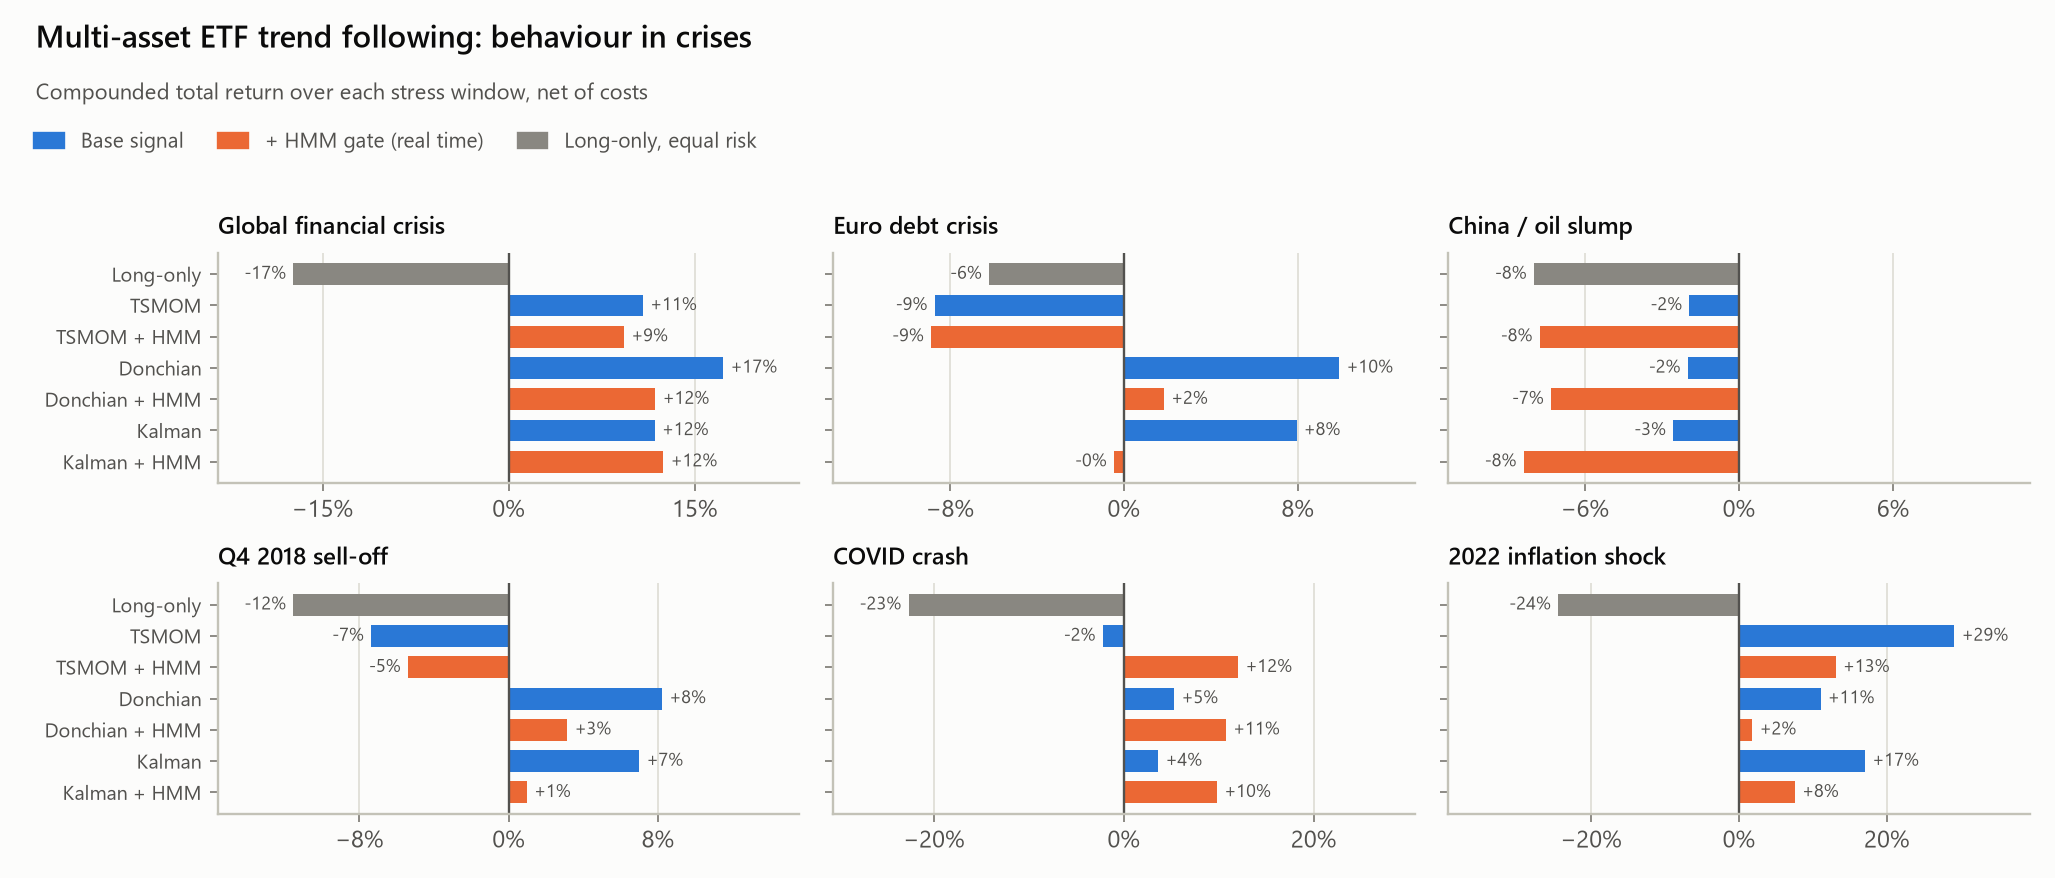 Multi-asset ETF trend following: behaviour in crises
Compounded total return over each stress window, net of costs
Base signal + HMM gate (real time) Long-only, equal risk
Global financial crisis
Long-only -17%
TSMOM +11%
TSMOM + HMM +9%
Donchian +17%
Donchian + HMM +12%
Kalman +12%
Kalman + HMM +12%
−15% 0% 15%
Euro debt crisis
-6%
-9%
-9%
+10%
+2%
+8%
-0%
−8% 0% 8%
China / oil slump
-8%
-2%
-8%
-2%
-7%
-3%
-8%
−6% 0% 6%
Q4 2018 sell-off
Long-only -12%
TSMOM -7%
TSMOM + HMM -5%
Donchian +8%
Donchian + HMM +3%
Kalman +7%
Kalman + HMM +1%
−8% 0% 8%
COVID crash
-23%
-2%
+12%
+5%
+11%
+4%
+10%
−20% 0% 20%
2022 inflation shock
-24%
+29%
+13%
+11%
+2%
+17%
+8%
−20% 0% 20%